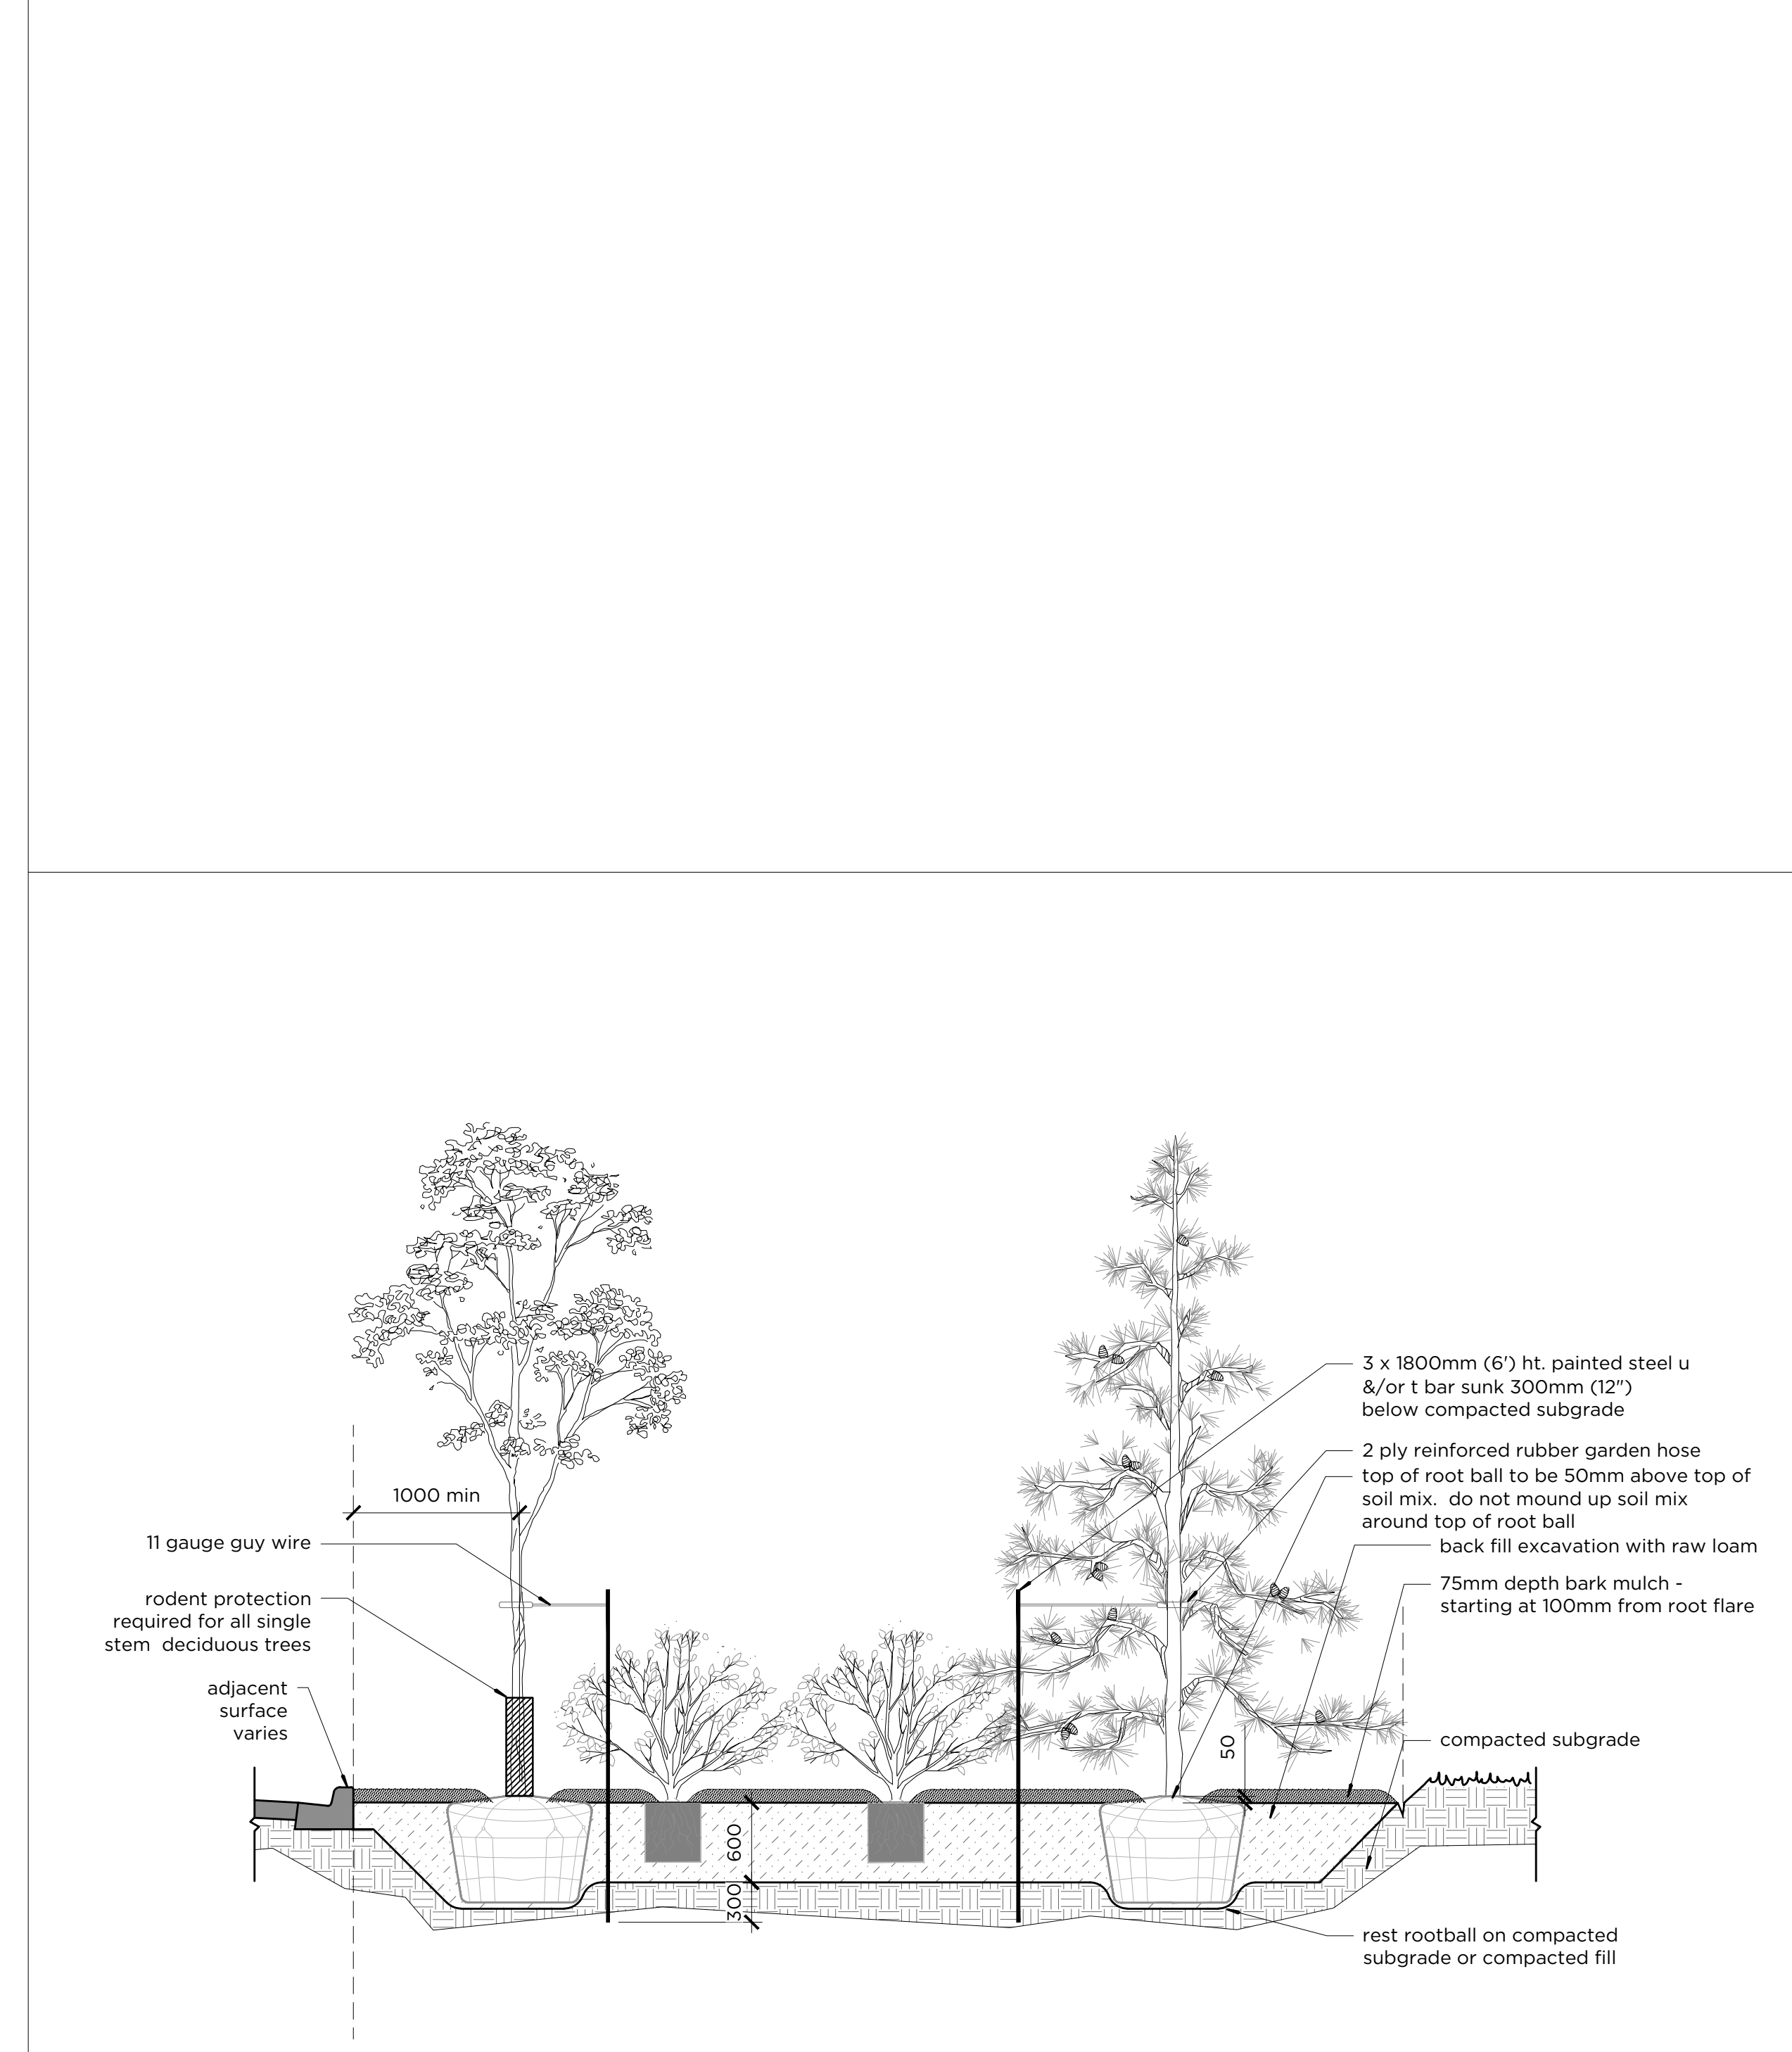 3 x 1800mm (6') ht. painted steel u
&/or t bar sunk 300mm (12")
below compacted subgrade
2 ply reinforced rubber garden hose
top of root ball to be 50mm above top of
soil mix.  do not mound up soil mix
around top of root ball
back fill excavation with raw loam
75mm depth bark mulch -
starting at 100mm from root flare
compacted subgrade
rest rootball on compacted
subgrade or compacted fill
1000 min
11 gauge guy wire
rodent protection
required for all single
stem  deciduous trees
adjacent
surface
varies
50
600
300